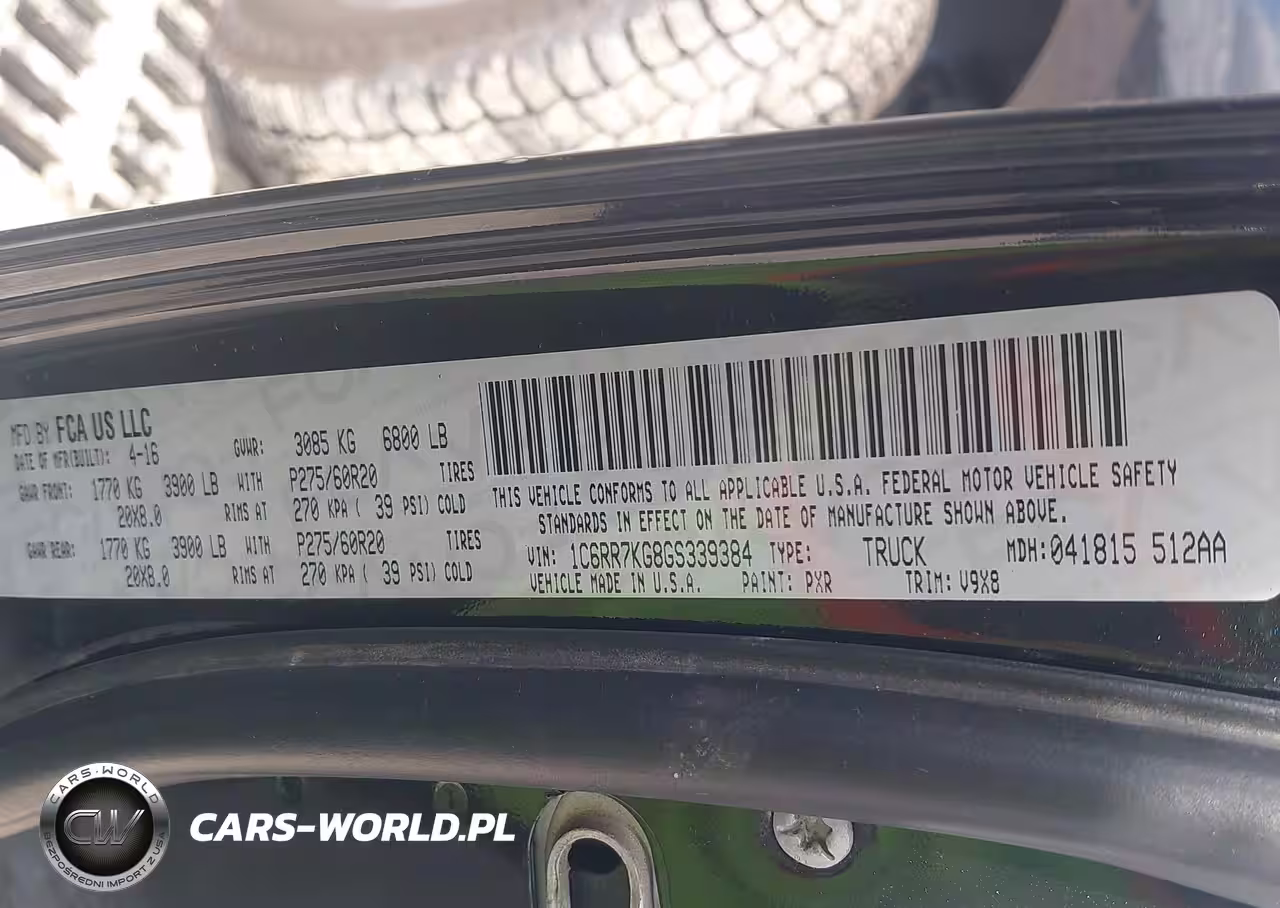 MFD BY FCA US LLC
DATE OF MFR(BUILT): 4-16 GVWR: 3085 KG 6800 LB
GAWR FRONT: 1770 KG 3900 LB WITH P275/60R20 TIRES
20X8.0 RIMS AT 270 KPA ( 39 PSI) COLD
GAWR REAR: 1770 KG 3900 LB WITH P275/60R20 TIRES
20X8.0 RIMS AT 270 KPA ( 39 PSI) COLD
THIS VEHICLE CONFORMS TO ALL APPLICABLE U.S.A. FEDERAL MOTOR VEHICLE SAFETY
STANDARDS IN EFFECT ON THE DATE OF MANUFACTURE SHOWN ABOVE.
VIN: 1C6RR7KG8GS339384 TYPE: TRUCK MDH:041815 512AA
VEHICLE MADE IN U.S.A. PAINT: PXR TRIM: V9X8
CARS-WORLD
CW
BEZPOŚREDNI IMPORT Z USA
CARS-WORLD.PL